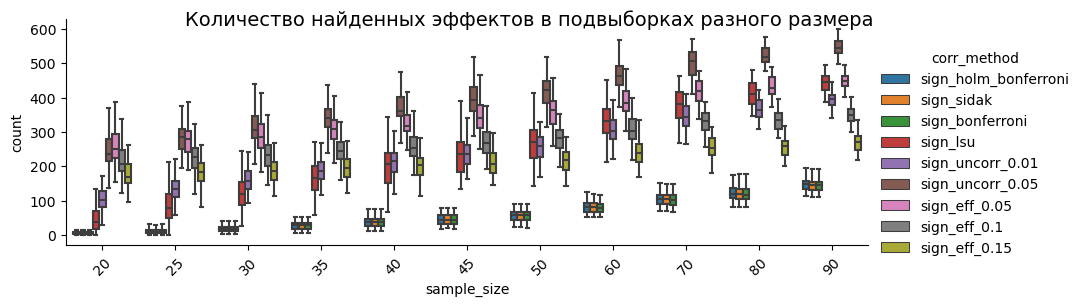 Количество найденных эффектов в подвыборках разного размера
600
500
400
300
200
100
0
count
20
25
30
35
40
45
50
60
70
80
90
sample_size
corr_method
sign_holm_bonferroni
sign_sidak
sign_bonferroni
sign_lsu
sign_uncorr_0.01
sign_uncorr_0.05
sign_eff_0.05
sign_eff_0.1
sign_eff_0.15